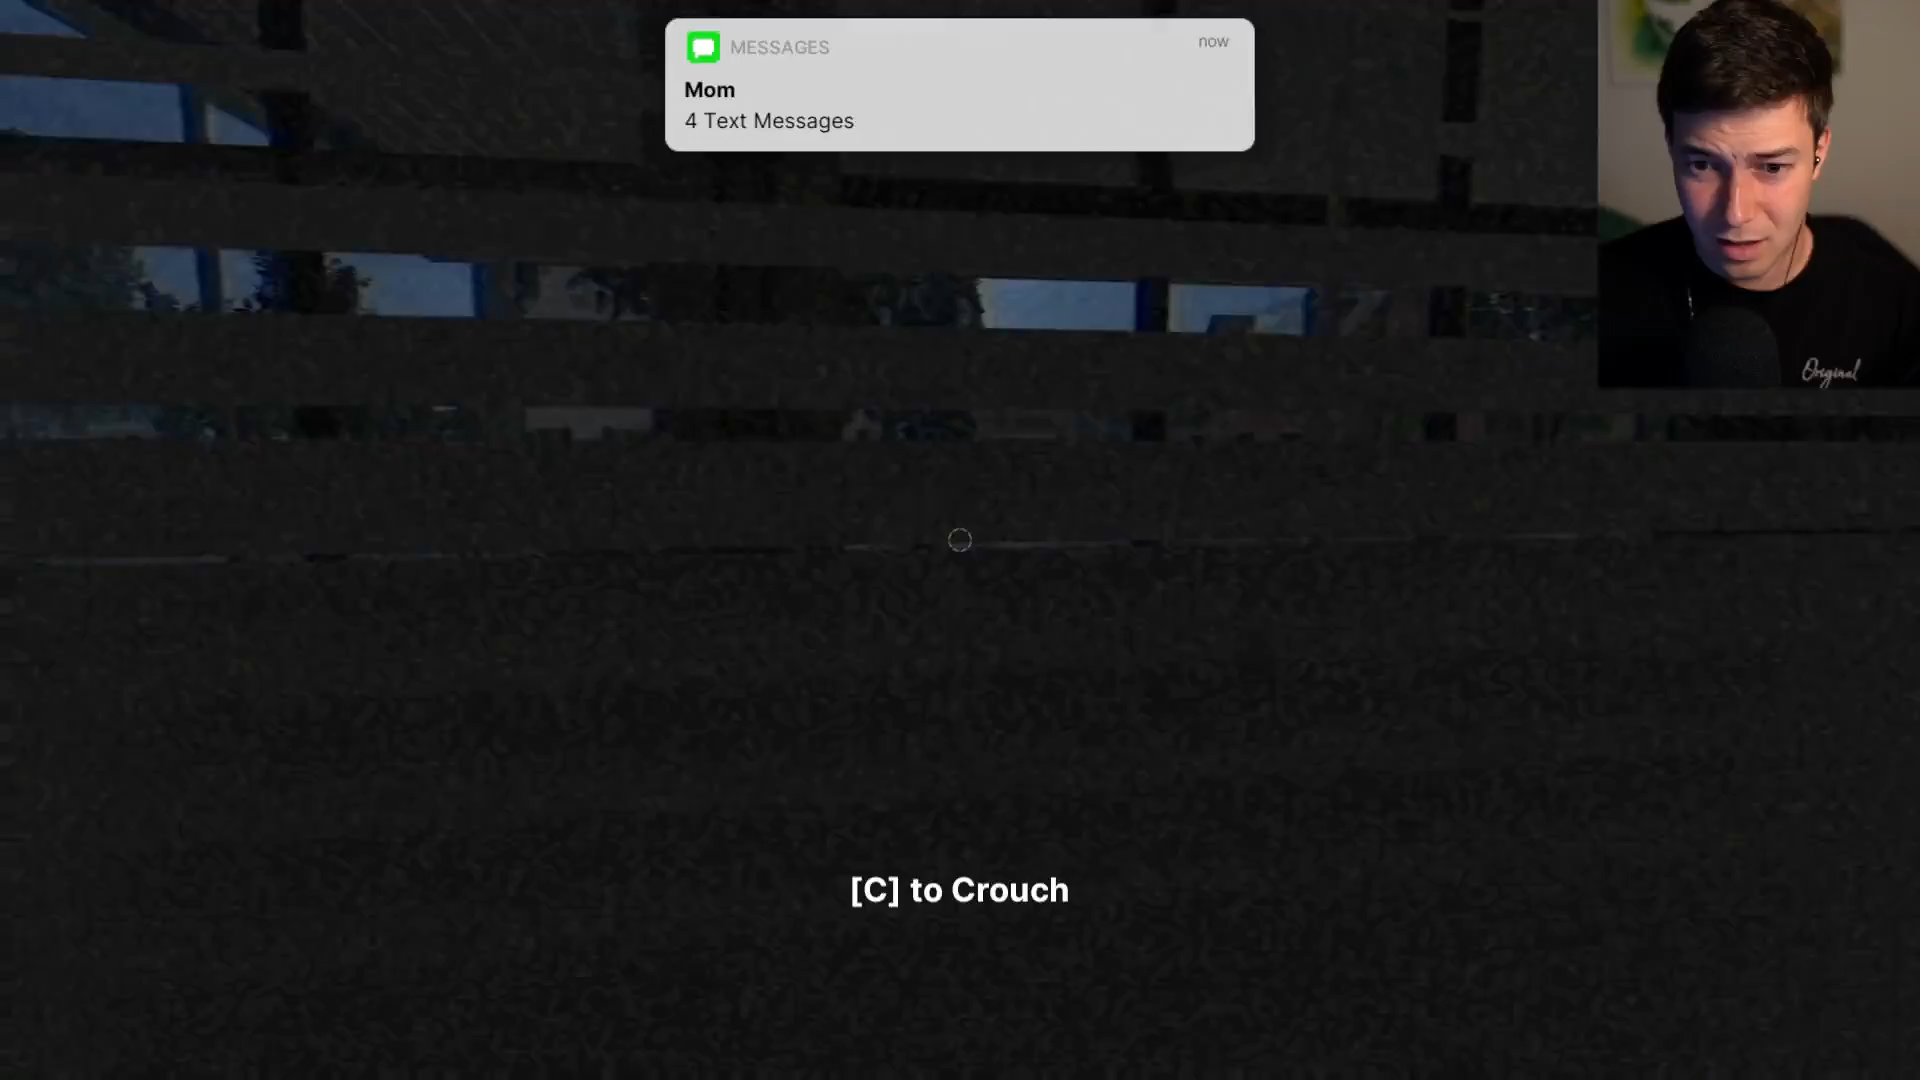 MESSAGES
now
Mom
4 Text Messages
Original
[C] to Crouch